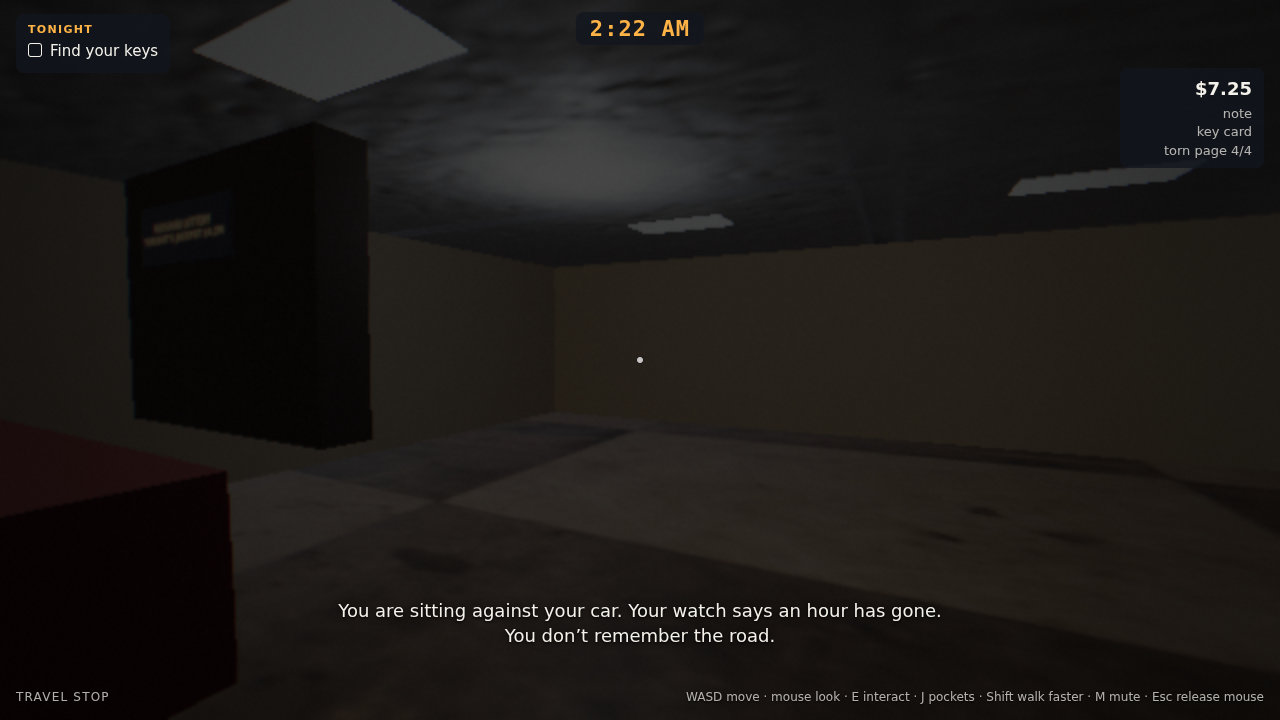 TONIGHT
Find your keys
2:22 AM
$7.25
note
key card
torn page 4/4
You are sitting against your car. Your watch says an hour has gone.
You don’t remember the road.
TRAVEL STOP
WASD move · mouse look · E interact · J pockets · Shift walk faster · M mute · Esc release mouse